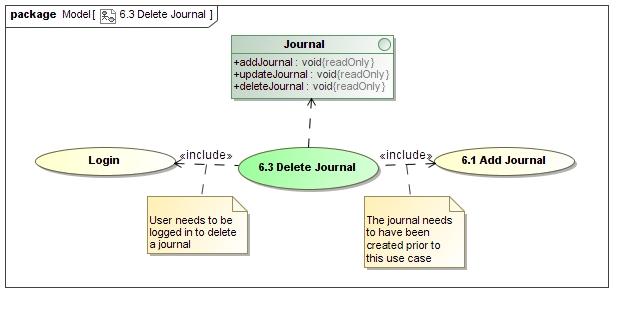 package Model [ 6.3 Delete Journal ]
Journal
+addJournal : void{readOnly}
+updateJournal : void{readOnly}
+deleteJournal : void{readOnly}
Login
«include»
6.3 Delete Journal
«include»
6.1 Add Journal
User needs to be
logged in to delete
a journal
The journal needs
to have been
created prior to
this use case